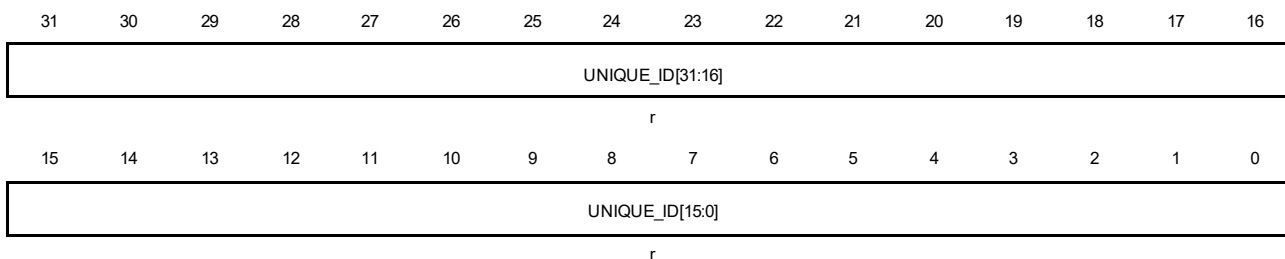 31 30 29 28 27 26 25 24 23 22 21 20 19 18 17 16
UNIQUE_ID[31:16]
r
15 14 13 12 11 10 9 8 7 6 5 4 3 2 1 0
UNIQUE_ID[15:0]
r